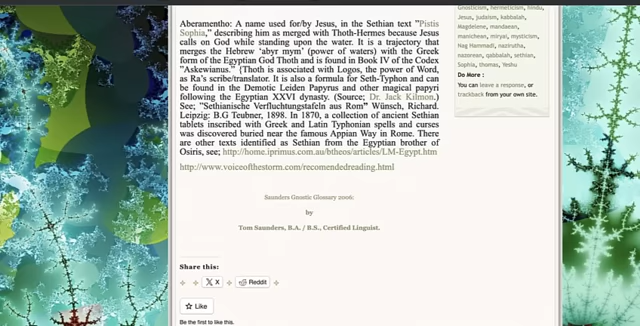 Aberamentho: A name used for/by Jesus, in the Sethian text "Pistis
Sophia," describing him as merged with Thoth-Hermes because Jesus
calls on God while standing upon the water. It is a trajectory that
merges the Hebrew 'abyr mym' (power of waters) with the Greek
form of the Egyptian God Thoth and is found in Book IV of the Codex
"Askewianus." {Thoth is associated with Logos, the power of Word,
as Ra's scribe/translator. It is also a formula for Seth-Typhon and can
be found in the Demotic Leiden Papyrus and other magical papyri
following the Egyptian XXVI dynasty. (Source; Dr. Jack Kilmon.)
See; "Sethianische Verfluchtungstafeln aus Rom" Wünsch, Richard.
Leipzig: B.G Teubner, 1898. In 1870, a collection of ancient Sethian
tablets inscribed with Greek and Latin Typhonian spells and curses
was discovered buried near the famous Appian Way in Rome. There
are other texts identified as Sethian from the Egyptian brother of
Osiris, see; http://home.iprimus.com.au/btheos/articles/LM-Egypt.htm
http://www.voiceofthestorm.com/recomendedreading.html
Saunders Gnostic Glossary 2006:
by
Tom Saunders, B.A. / B.S., Certified Linguist.
Share this:
X
Reddit
Like
Be the first to like this.
Gnosticism, hermeticism, hindu,
Jesus, judaism, kabbalah,
Magdelene, mandaean,
manichean, miryai, mysticism,
Nag Hammadi, nazirutha,
nazorean, qabbalah, sethian,
Sophia, thomas, Yeshu
Do More :
You can leave a response, or
trackback from your own site.